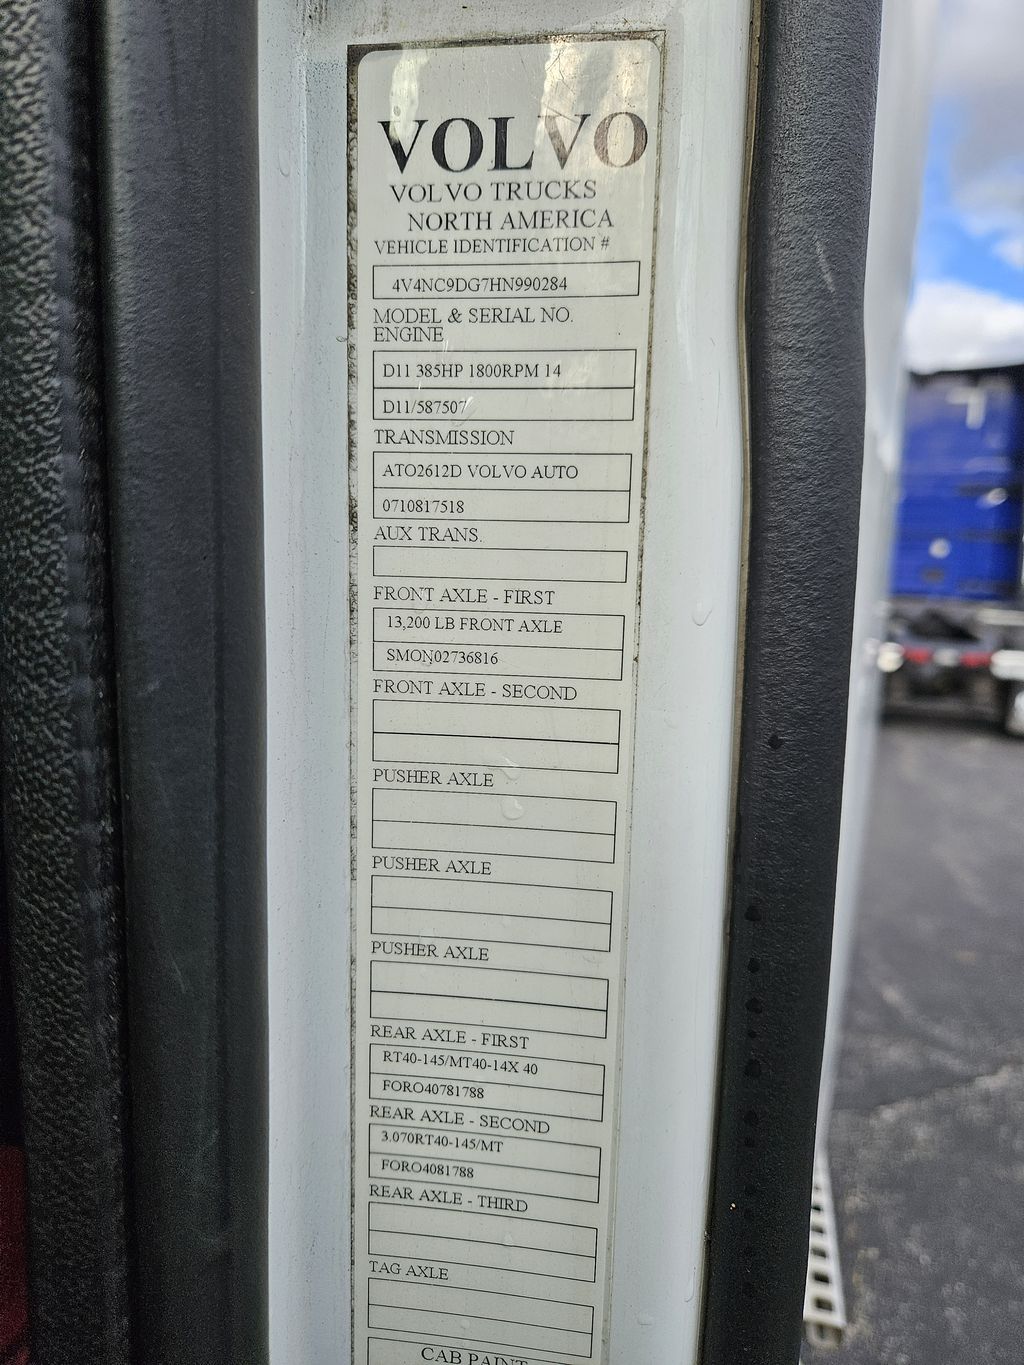 VOLVO
VOLVO TRUCKS
NORTH AMERICA
VEHICLE IDENTIFICATION #
4V4NC9DG7HN990284
MODEL & SERIAL NO.
ENGINE
D11 385HP 1800RPM 14
D11/587507
TRANSMISSION
ATO2612D VOLVO AUTO
0710817518
AUX TRANS.
FRONT AXLE - FIRST
13,200 LB FRONT AXLE
SMON02736816
FRONT AXLE - SECOND
PUSHER AXLE
PUSHER AXLE
PUSHER AXLE
REAR AXLE - FIRST
RT40-145/MT40-14X 40
FORO40781788
REAR AXLE - SECOND
3.070RT40-145/MT
FORO4081788
REAR AXLE - THIRD
TAG AXLE
CAB PAINT